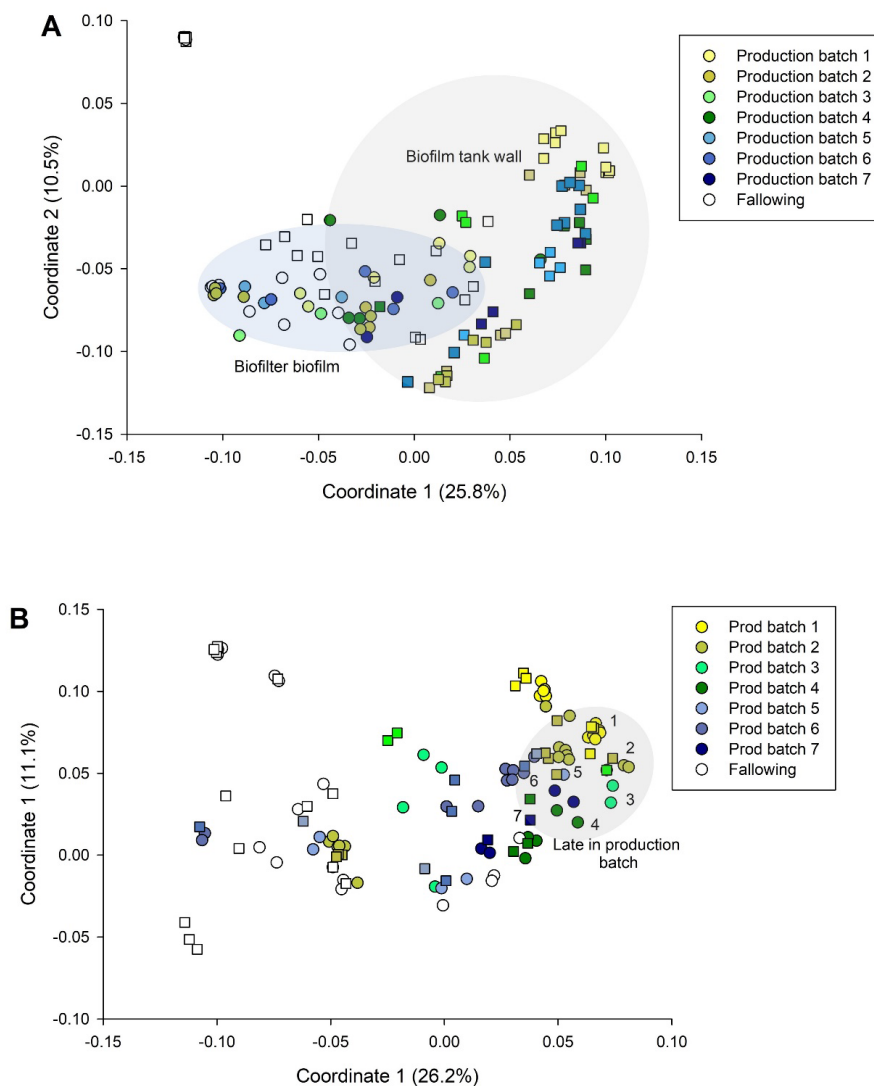 A
Coordinate 2 (10.5%)
0.10
0.05
0.00
-0.05
-0.10
-0.15
-0.15
-0.10
-0.05
0.00
0.05
0.10
0.15
Coordinate 1 (25.8%)
Biofilm tank wall
Biofilter biofilm
Production batch 1
Production batch 2
Production batch 3
Production batch 4
Production batch 5
Production batch 6
Production batch 7
Fallowing
B
Coordinate 1 (11.1%)
0.15
0.10
0.05
0.00
-0.05
-0.10
-0.15
-0.10
-0.05
0.00
0.05
0.10
Coordinate 1 (26.2%)
1
2
5
6
3
7
4
Late in production
batch
Prod batch 1
Prod batch 2
Prod batch 3
Prod batch 4
Prod batch 5
Prod batch 6
Prod batch 7
Fallowing